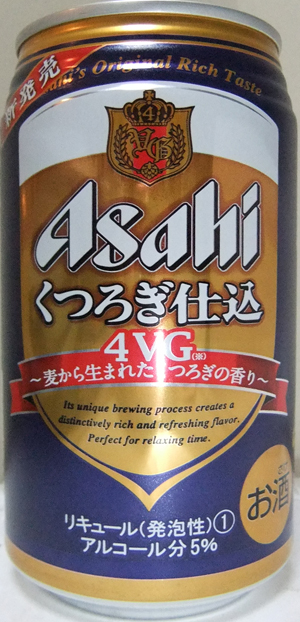 新発売
Asahi's Original Rich Taste.
4
AVG
Asahi
くつろぎ仕込
4VG(※)
～麦から生まれたくつろぎの香り～
Its unique brewing process creates a
distinctively rich and refreshing flavor.
Perfect for relaxing time.
お酒
リキュール(発泡性)①
アルコール分5%